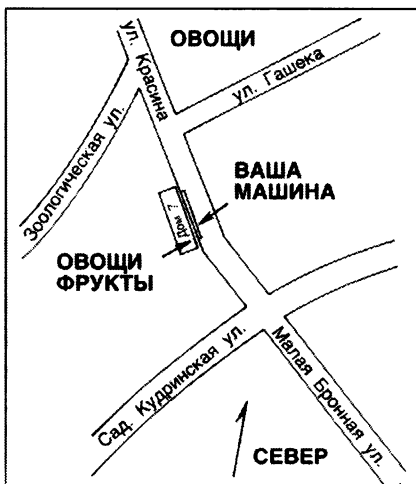 ОВОЩИ
ул. Красина
ул. Гашека
Зоологическая ул.
ВАША
МАШИНА
Дом 7
ОВОЩИ
ФРУКТЫ
Сад. Кудринская ул.
Малая Бронная ул.
СЕВЕР